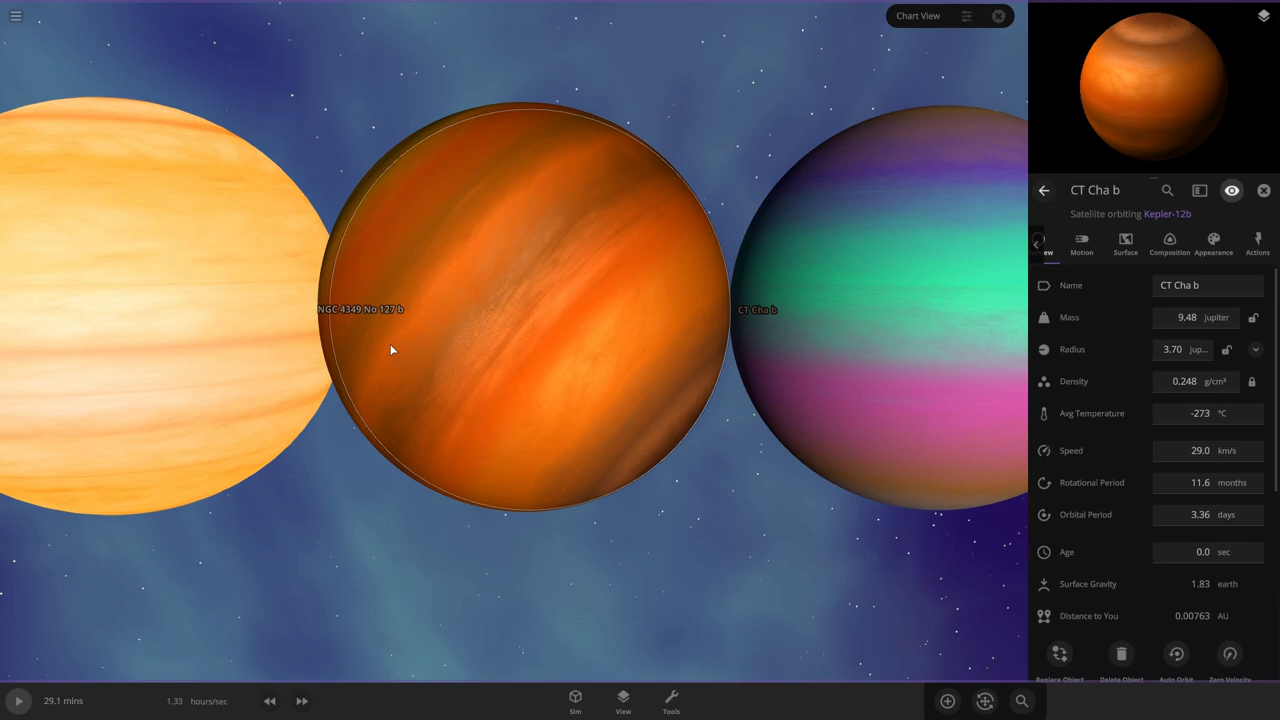 Chart View
NGC 4349 No 127 b
CT Cha b
CT Cha b
Satellite orbiting Kepler-12b
Motion Surface Composition Appearance Actions
Name CT Cha b
Mass 9.48 jupiter
Radius 3.70 jup...
Density 0.248 g/cm³
Avg Temperature -273 °C
Speed 29.0 km/s
Rotational Period 11.6 months
Orbital Period 3.36 days
Age 0.0 sec
Surface Gravity 1.83 earth
Distance to You 0.00763 AU
Replace Object Delete Object Auto Orbit Zero Velocity
29.1 mins 1.33 hours/sec
Sim View Tools